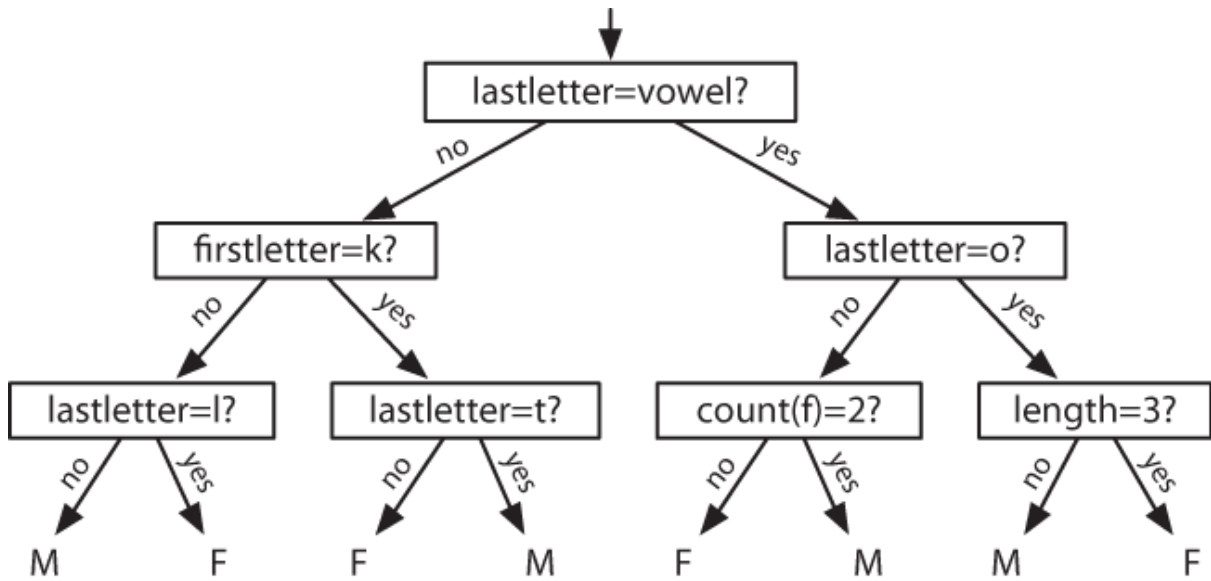 lastletter=vowel?
no
yes
firstletter=k?
lastletter=o?
no
yes
no
yes
lastletter=l?
lastletter=t?
count(f)=2?
length=3?
no
yes
no
yes
no
yes
no
yes
M
F
F
M
F
M
M
F